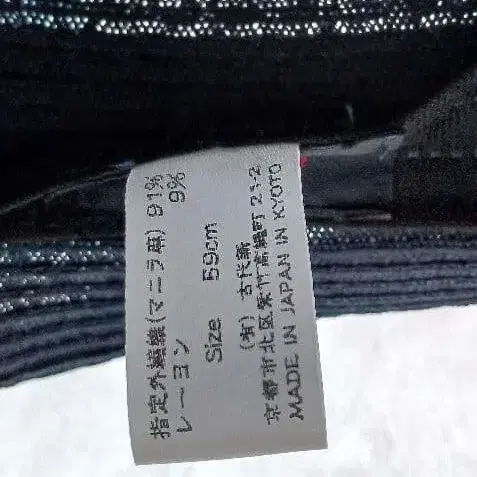 指定外繊維(マニラ麻) 91%
レーヨン 9%
Size 59cm
(有) 古代新
京都市北区紫竹高縄町 21-2
MADE IN JAPAN IN KYOTO